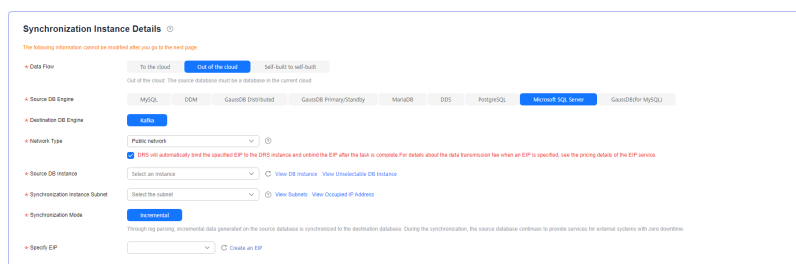 Synchronization Instance Details
The following information cannot be modified after you go to the next page.
* Data Flow To the cloud Out of the cloud Self-built to self-built
Out of the cloud: The source database must be a database in the current cloud.
* Source DB Engine MySQL DDM GaussDB Distributed GaussDB Primary/Standby MariaDB DDS PostgreSQL Microsoft SQL Server GaussDB(for MySQL)
* Destination DB Engine Kafka
* Network Type Public network
DRS will automatically bind the specified EIP to the DRS instance and unbind the EIP after the task is complete.For details about the data transmission fee when an EIP is specified, see the pricing details of the EIP service.
* Source DB Instance Select an instance View DB Instance View Unselectable DB Instance
* Synchronization Instance Subnet Select the subnet View Subnets View Occupied IP Address
* Synchronization Mode Incremental
Through log parsing, incremental data generated on the source database is synchronized to the destination database. During the synchronization, the source database continues to provide services for external systems with zero downtime.
* Specify EIP Create an EIP